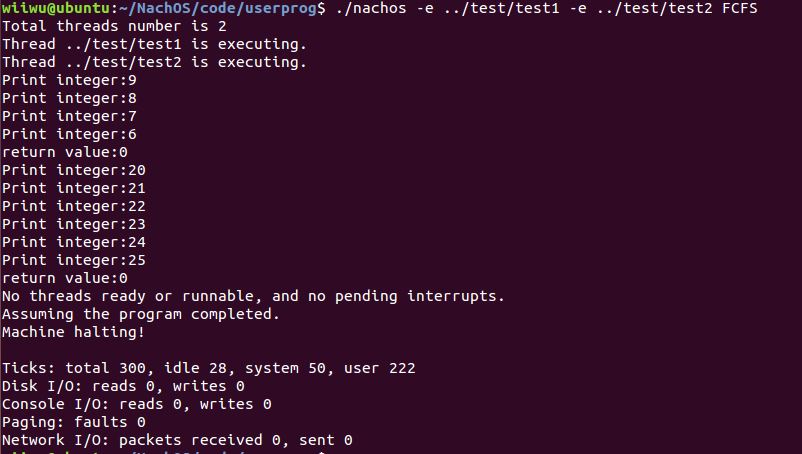 wiiwu@ubuntu:~/NachOS/code/userprog$ ./nachos -e ../test/test1 -e ../test/test2 FCFS
Total threads number is 2
Thread ../test/test1 is executing.
Thread ../test/test2 is executing.
Print integer:9
Print integer:8
Print integer:7
Print integer:6
return value:0
Print integer:20
Print integer:21
Print integer:22
Print integer:23
Print integer:24
Print integer:25
return value:0
No threads ready or runnable, and no pending interrupts.
Assuming the program completed.
Machine halting!
Ticks: total 300, idle 28, system 50, user 222
Disk I/O: reads 0, writes 0
Console I/O: reads 0, writes 0
Paging: faults 0
Network I/O: packets received 0, sent 0